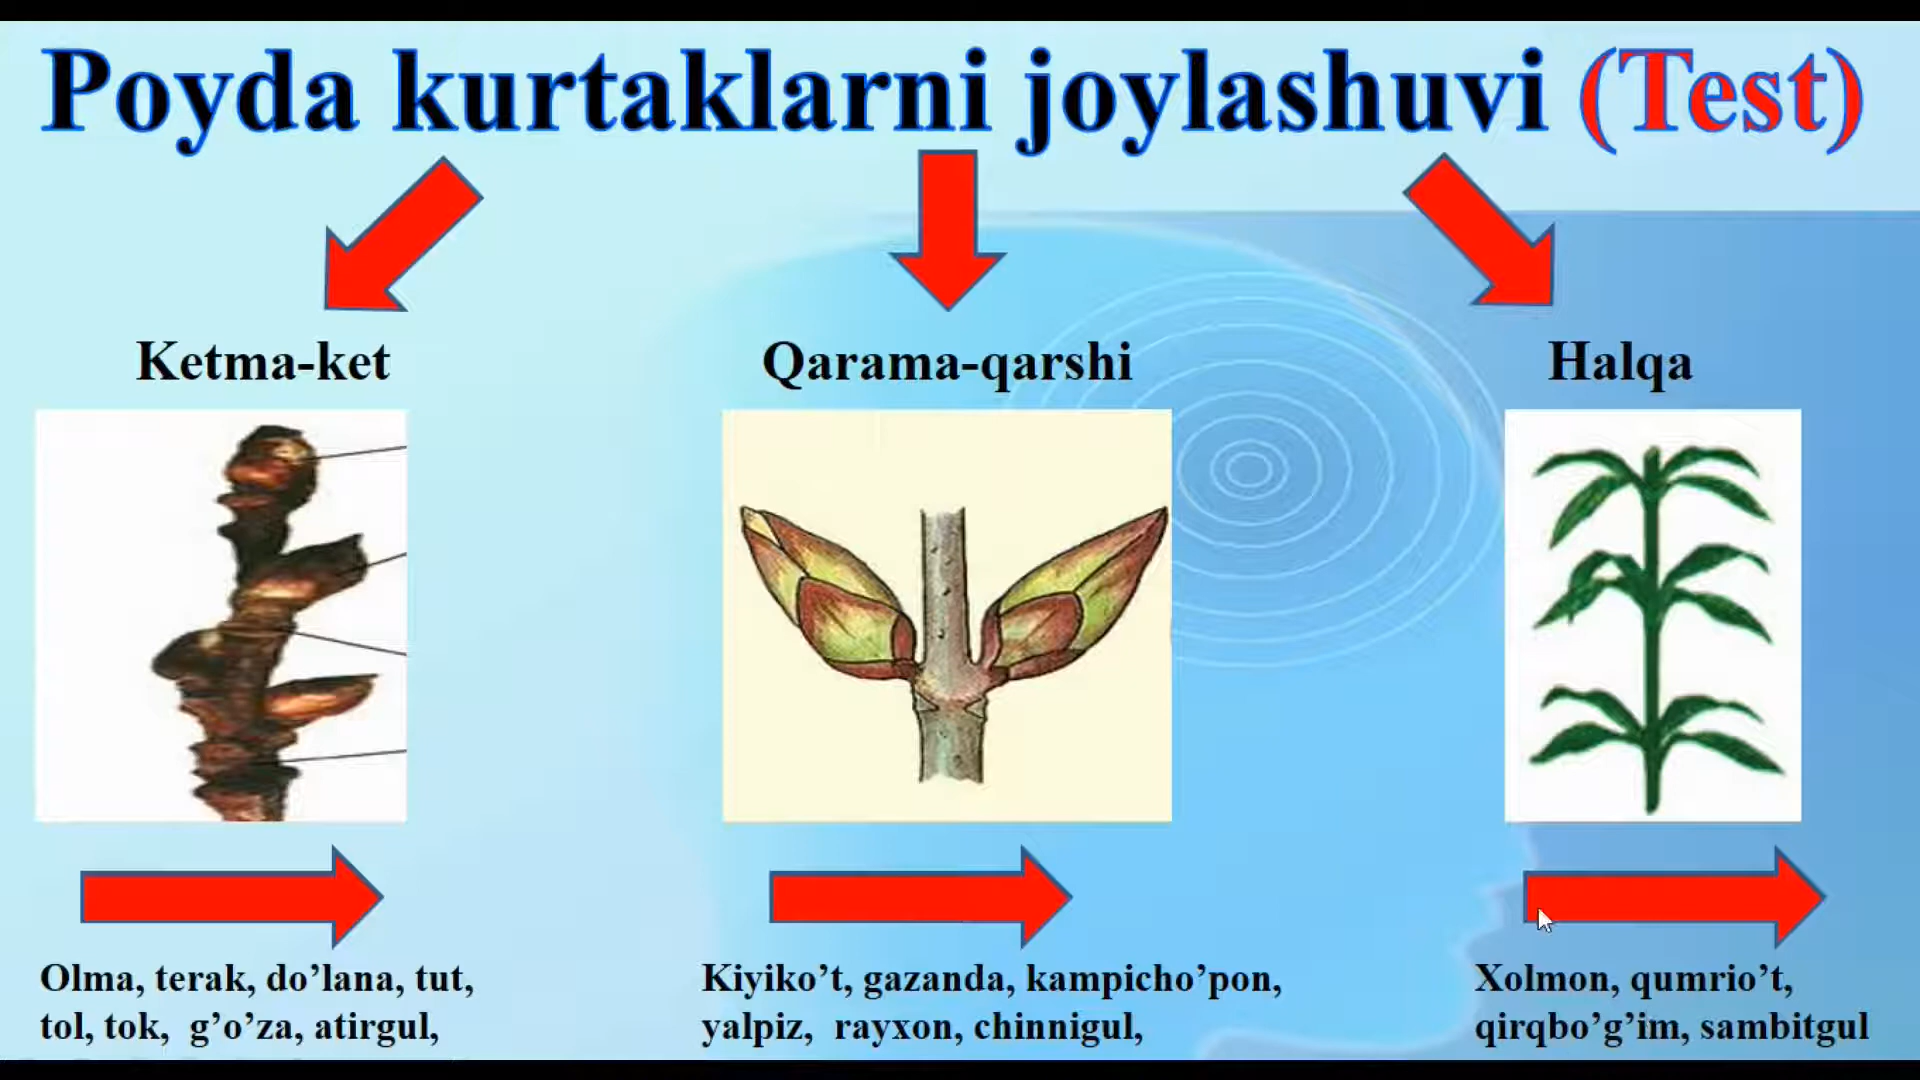 Poyda kurtaklarni joylashuvi (Test)
Ketma-ket
Qarama-qarshi
Halqa
Olma, terak, do’lana, tut,
tol, tok, g’o’za, atirgul,
Kiyiko’t, gazanda, kampicho’pon,
yalpiz, rayxon, chinnigul,
Xolmon, qumrio’t,
qirqbo’g’im, sambitgul